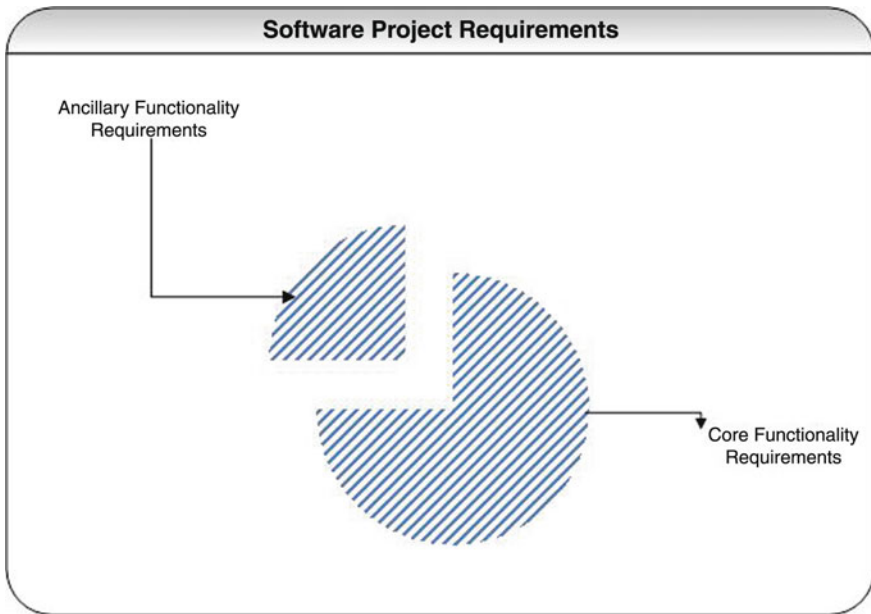 Software Project Requirements
Ancillary Functionality
Requirements
Core Functionality
Requirements